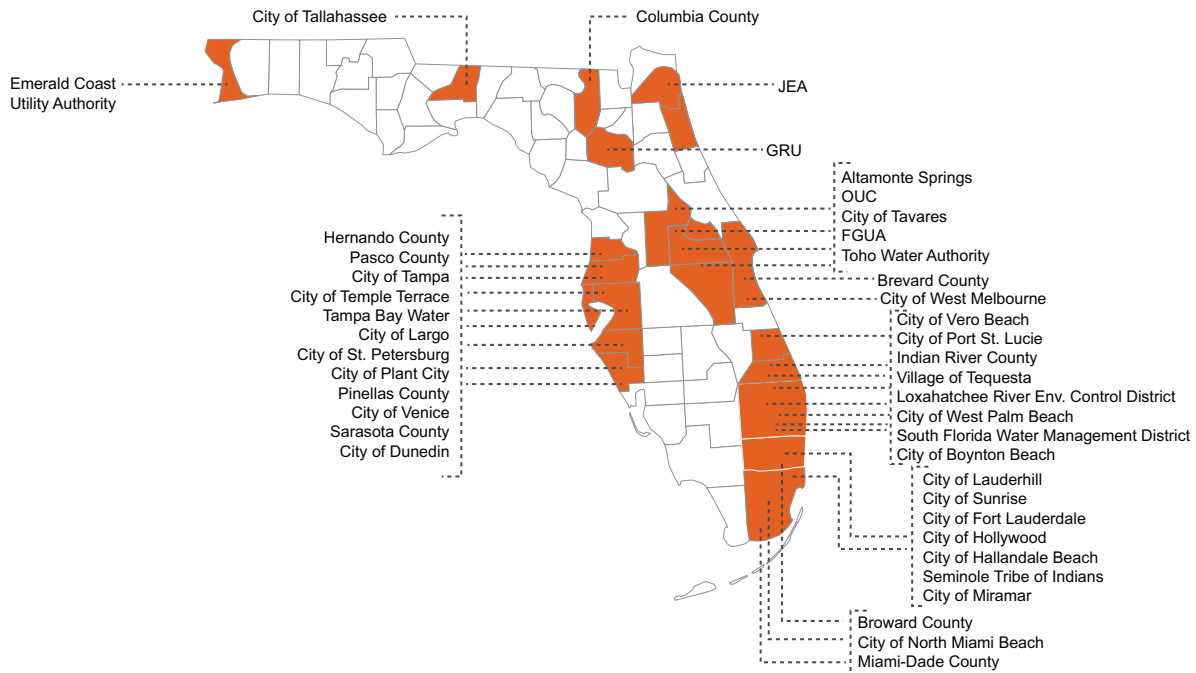 City of Tallahassee
Columbia County
Emerald Coast
Utility Authority
JEA
GRU
Altamonte Springs
OUC
City of Tavares
FGUA
Toho Water Authority
Hernando County
Pasco County
City of Tampa
City of Temple Terrace
Tampa Bay Water
City of Largo
City of St. Petersburg
City of Plant City
Pinellas County
City of Venice
Sarasota County
City of Dunedin
Brevard County
City of West Melbourne
City of Vero Beach
City of Port St. Lucie
Indian River County
Village of Tequesta
Loxahatchee River Env. Control District
City of West Palm Beach
South Florida Water Management District
City of Boynton Beach
City of Lauderhill
City of Sunrise
City of Fort Lauderdale
City of Hollywood
City of Hallandale Beach
Seminole Tribe of Indians
City of Miramar
Broward County
City of North Miami Beach
Miami-Dade County